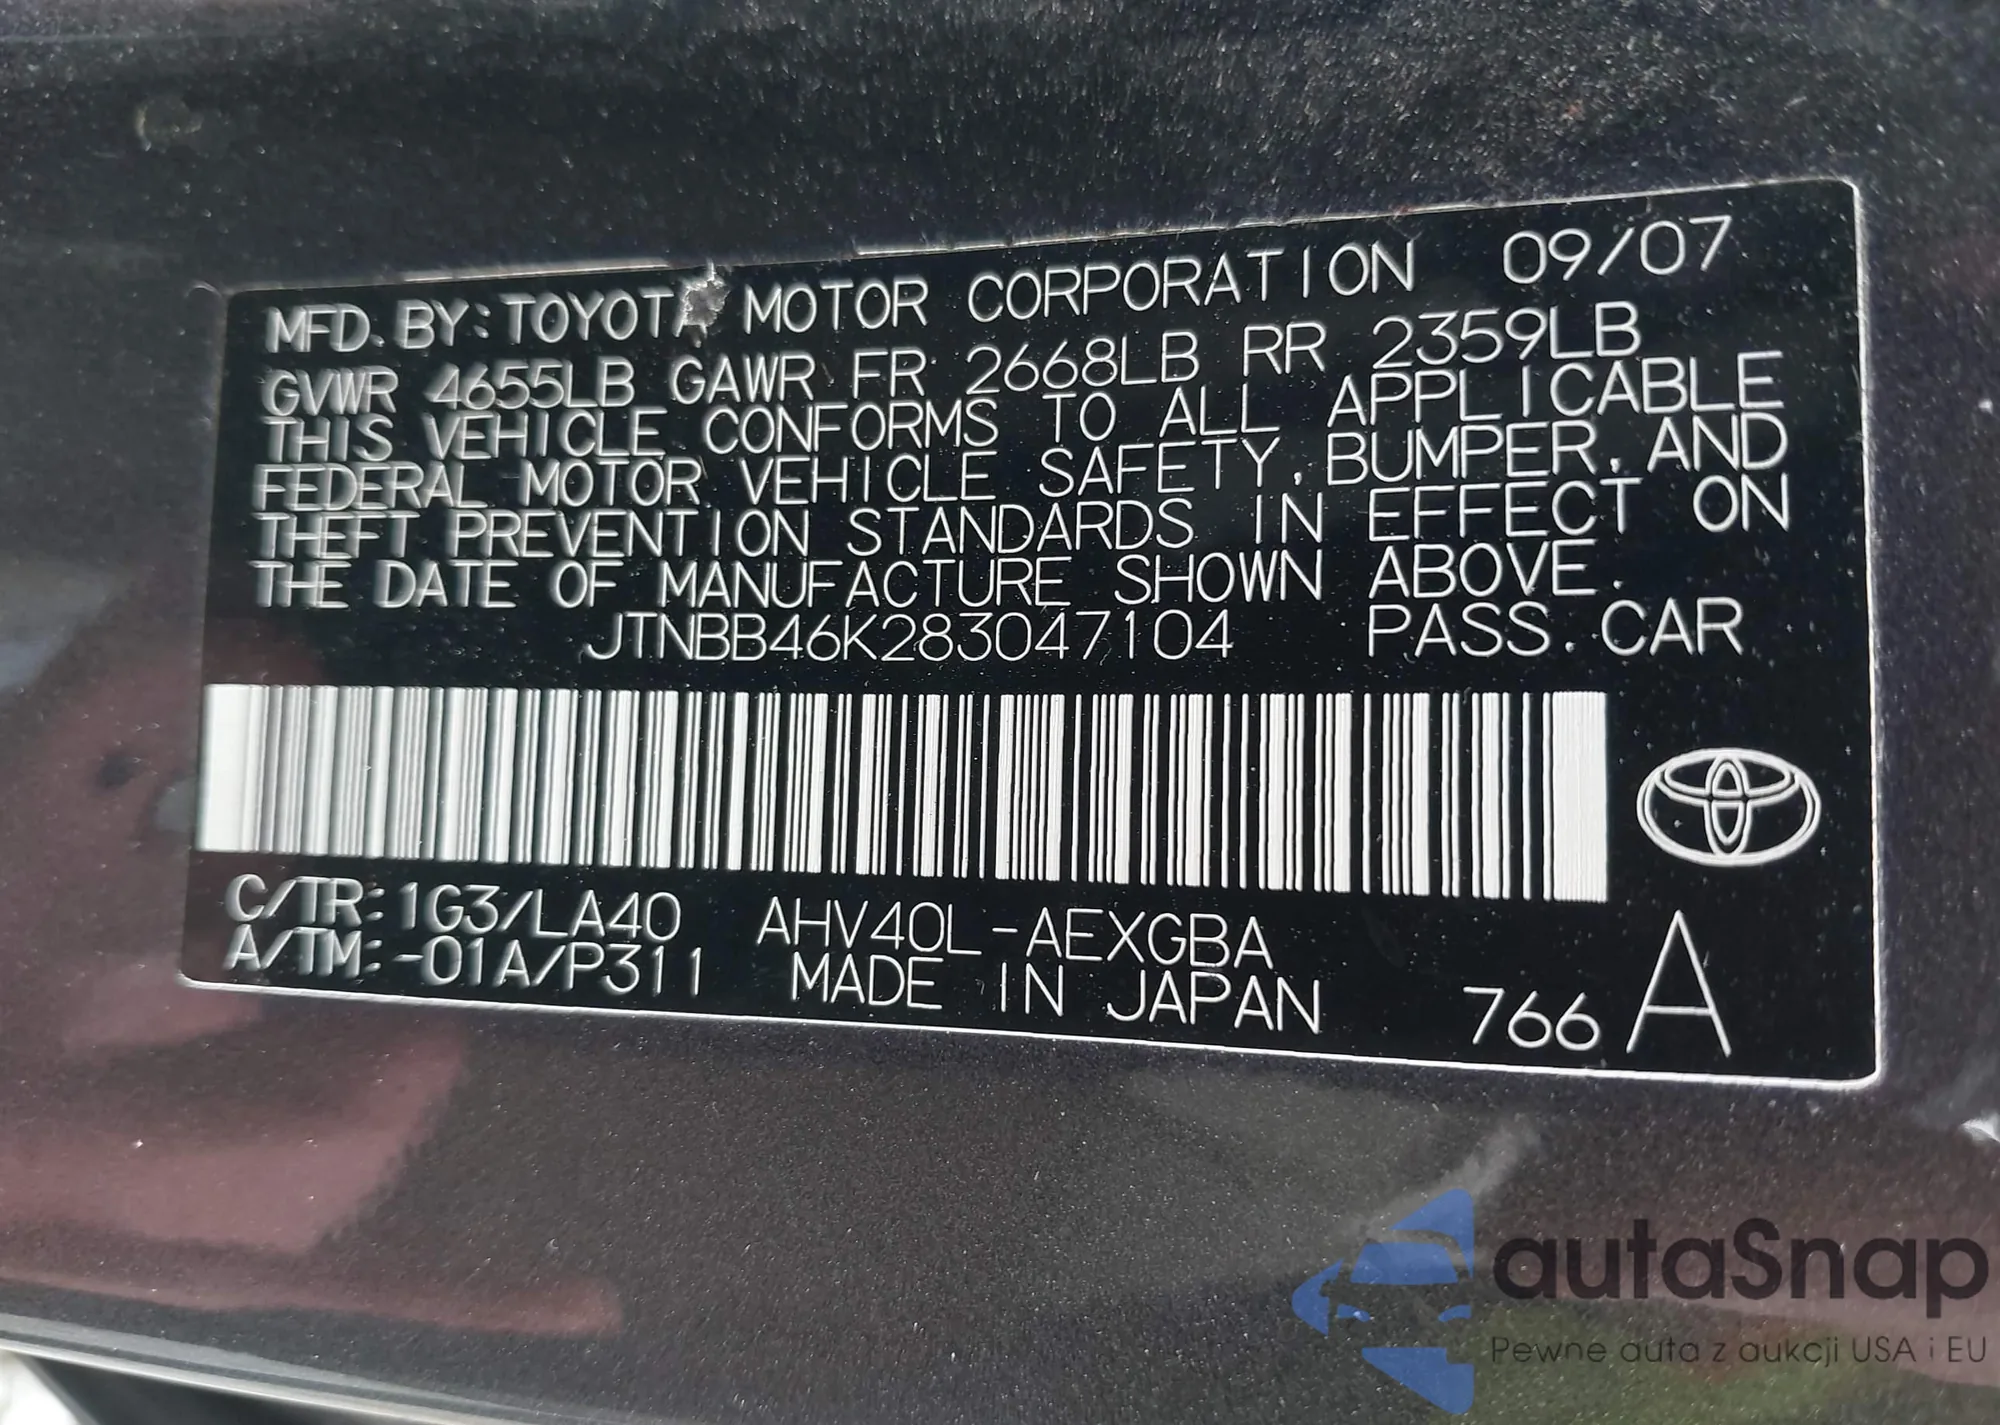 MFD. BY: TOYOTA MOTOR CORPORATION 09/07
GVWR 4655LB GAWR FR 2668LB RR 2359LB
THIS VEHICLE CONFORMS TO ALL APPLICABLE
FEDERAL MOTOR VEHICLE SAFETY, BUMPER, AND
THEFT PREVENTION STANDARDS IN EFFECT ON
THE DATE OF MANUFACTURE SHOWN ABOVE.
JTNBB46K283047104 PASS. CAR
C/TR: 1G3/LA40 AHV40L-AEXGBA
A/TM: -01A/P311 MADE IN JAPAN 766 A
autaSnap
Pewne auta z aukcji USA i EU